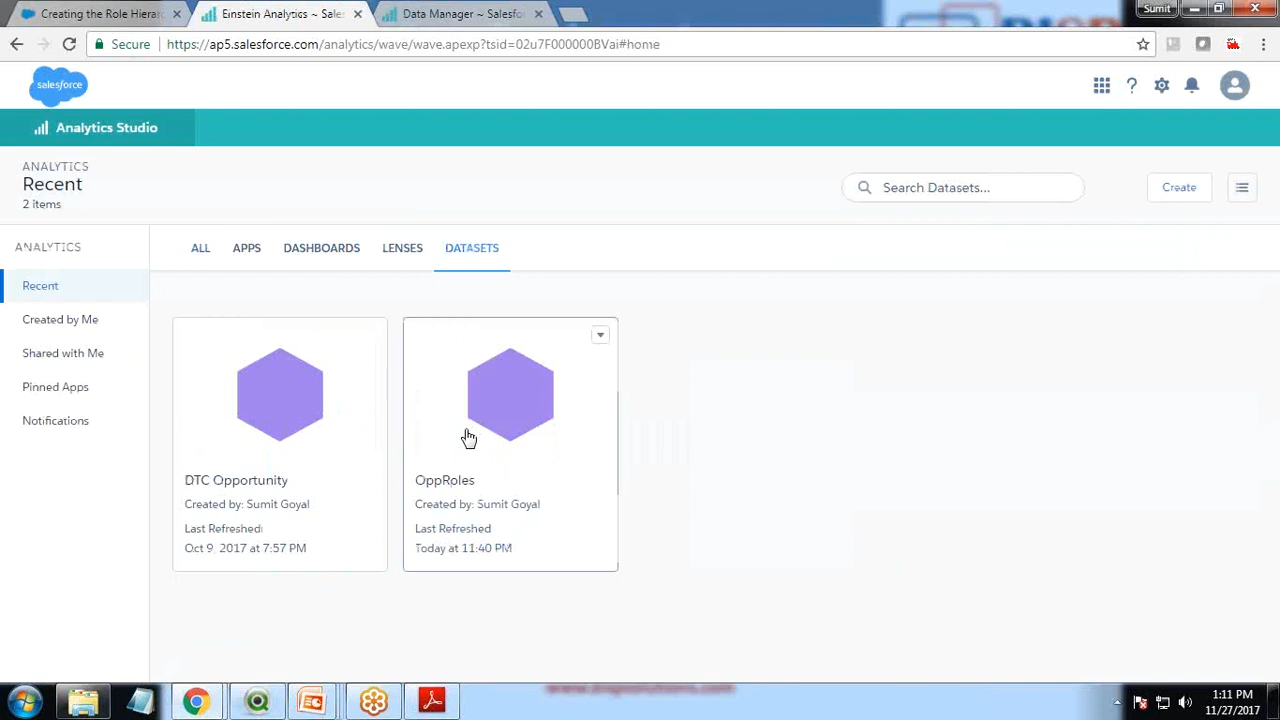 Creating the Role Hierar
Einstein Analytics ~ Sales
Data Manager ~ Salesfo
Sumit
Secure
https://ap5.salesforce.com/analytics/wave/wave.apexp?tsid=02u7F000000BVai#home
salesforce
Analytics Studio
ANALYTICS
Recent
2 items
Search Datasets...
Create
ANALYTICS
Recent
Created by Me
Shared with Me
Pinned Apps
Notifications
ALL
APPS
DASHBOARDS
LENSES
DATASETS
DTC Opportunity
Created by: Sumit Goyal
Last Refreshed:
Oct 9 2017 at 7:57 PM
OppRoles
Created by: Sumit Goyal
Last Refreshed
Today at 11:40 PM
1:11 PM
11/27/2017